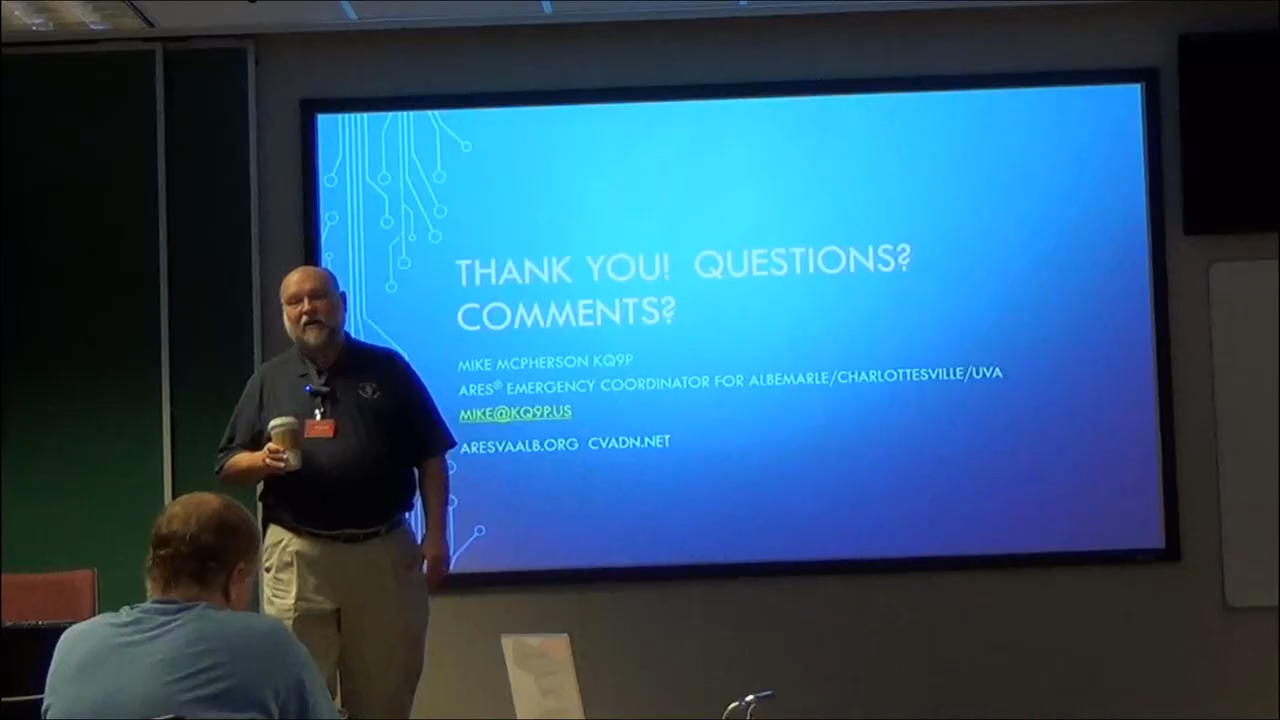 THANK YOU!  QUESTIONS?
COMMENTS?
MIKE MCPHERSON KQ9P
ARES® EMERGENCY COORDINATOR FOR ALBEMARLE/CHARLOTTESVILLE/UVA
MIKE@KQ9P.US
ARESVAALB.ORG  CVADN.NET